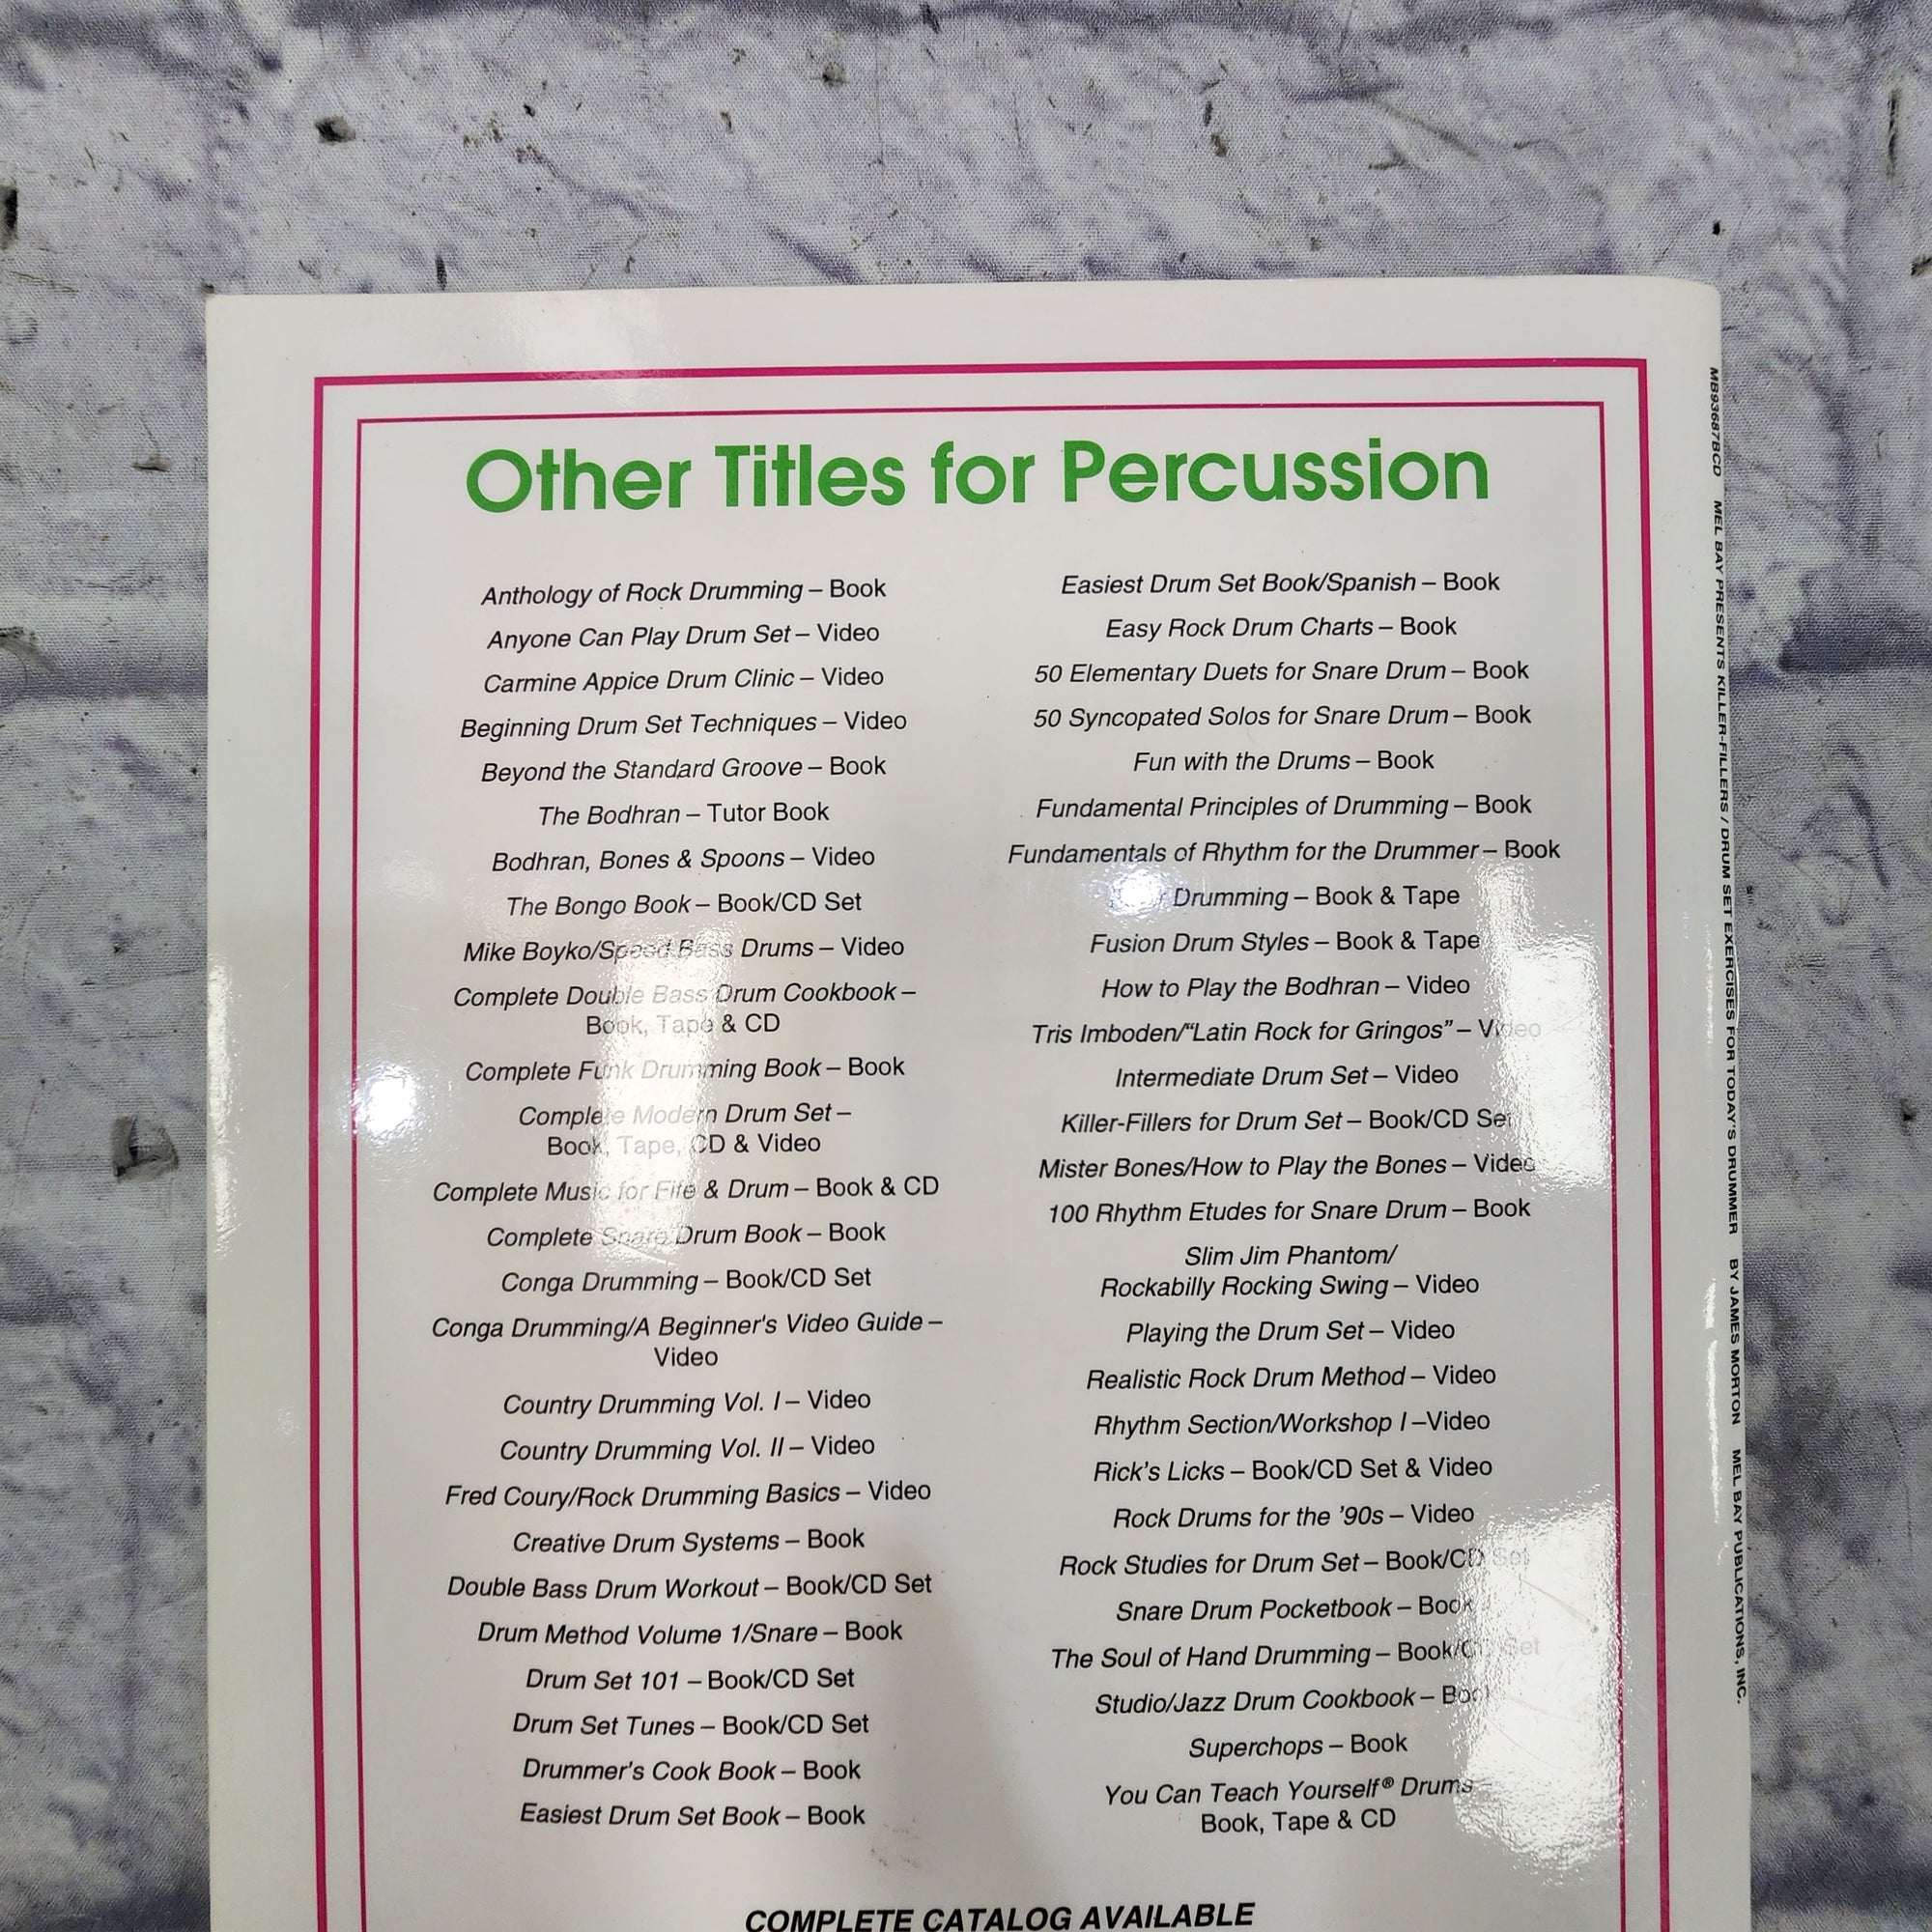 Other Titles for Percussion
Anthology of Rock Drumming – Book
Anyone Can Play Drum Set – Video
Carmine Appice Drum Clinic – Video
Beginning Drum Set Techniques – Video
Beyond the Standard Groove – Book
The Bodhran – Tutor Book
Bodhran, Bones & Spoons – Video
The Bongo Book – Book/CD Set
Mike Boyko/Speed Bass Drums – Video
Complete Double Bass Drum Cookbook –
Book, Tape & CD
Complete Funk Drumming Book – Book
Complete Modern Drum Set –
Book, Tape, CD & Video
Complete Music for Fife & Drum – Book & CD
Complete Snare Drum Book – Book
Conga Drumming – Book/CD Set
Conga Drumming/A Beginner's Video Guide –
Video
Country Drumming Vol. I – Video
Country Drumming Vol. II – Video
Fred Coury/Rock Drumming Basics – Video
Creative Drum Systems – Book
Double Bass Drum Workout – Book/CD Set
Drum Method Volume 1/Snare – Book
Drum Set 101 – Book/CD Set
Drum Set Tunes – Book/CD Set
Drummer's Cook Book – Book
Easiest Drum Set Book – Book
Easiest Drum Set Book/Spanish – Book
Easy Rock Drum Charts – Book
50 Elementary Duets for Snare Drum – Book
50 Syncopated Solos for Snare Drum – Book
Fun with the Drums – Book
Fundamental Principles of Drumming – Book
Fundamentals of Rhythm for the Drummer – Book
Drumming – Book & Tape
Fusion Drum Styles – Book & Tape
How to Play the Bodhran – Video
Tris Imboden/“Latin Rock for Gringos” – Video
Intermediate Drum Set – Video
Killer-Fillers for Drum Set – Book/CD Set
Mister Bones/How to Play the Bones – Video
100 Rhythm Etudes for Snare Drum – Book
Slim Jim Phantom/
Rockabilly Rocking Swing – Video
Playing the Drum Set – Video
Realistic Rock Drum Method – Video
Rhythm Section/Workshop I –Video
Rick's Licks – Book/CD Set & Video
Rock Drums for the '90s – Video
Rock Studies for Drum Set – Book/CD Set
Snare Drum Pocketbook – Book
The Soul of Hand Drumming – Book/CD Set
Studio/Jazz Drum Cookbook – Book
Superchops – Book
You Can Teach Yourself® Drums –
Book, Tape & CD
COMPLETE CATALOG AVAILABLE
MB93687BCD MEL BAY PRESENTS KILLER-FILLERS / DRUM SET EXERCISES FOR TODAY'S DRUMMER BY JAMES MORTON MEL BAY PUBLICATIONS, INC.